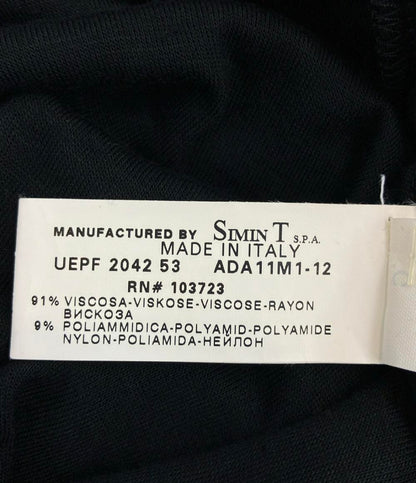 MANUFACTURED BY SIMINT S.P.A.
MADE IN ITALY
UEPF 2042 53 ADA11M1-12
RN# 103723
91% VISCOSA-VISKOSE-VISCOSE-RAYON
ВИСКОЗА
9% POLIAMMIDICA-POLYAMID-POLYAMIDE
NYLON-POLIAMIDA-НЕЙЛОН